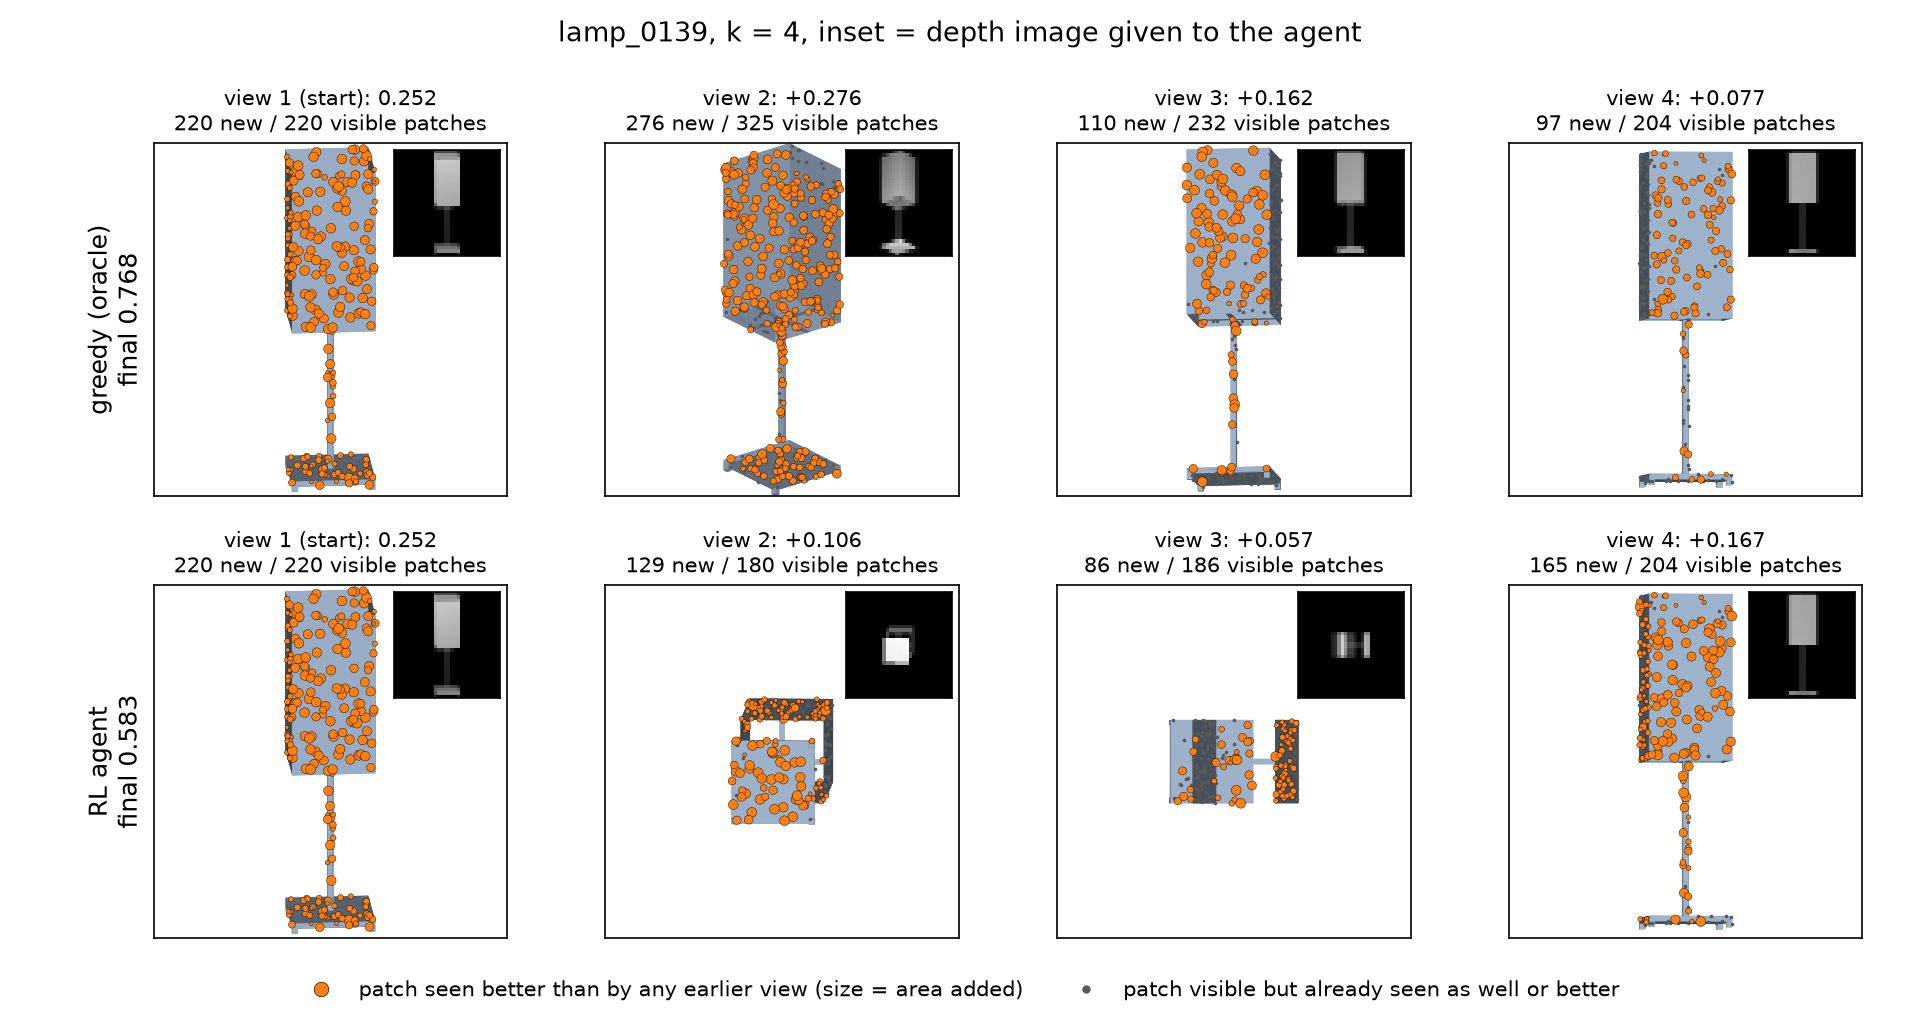 lamp_0139, k = 4, inset = depth image given to the agent
greedy (oracle)
final 0.768
view 1 (start): 0.252
220 new / 220 visible patches
view 2: +0.276
276 new / 325 visible patches
view 3: +0.162
110 new / 232 visible patches
view 4: +0.077
97 new / 204 visible patches
RL agent
final 0.583
view 1 (start): 0.252
220 new / 220 visible patches
view 2: +0.106
129 new / 180 visible patches
view 3: +0.057
86 new / 186 visible patches
view 4: +0.167
165 new / 204 visible patches
patch seen better than by any earlier view (size = area added)
patch visible but already seen as well or better